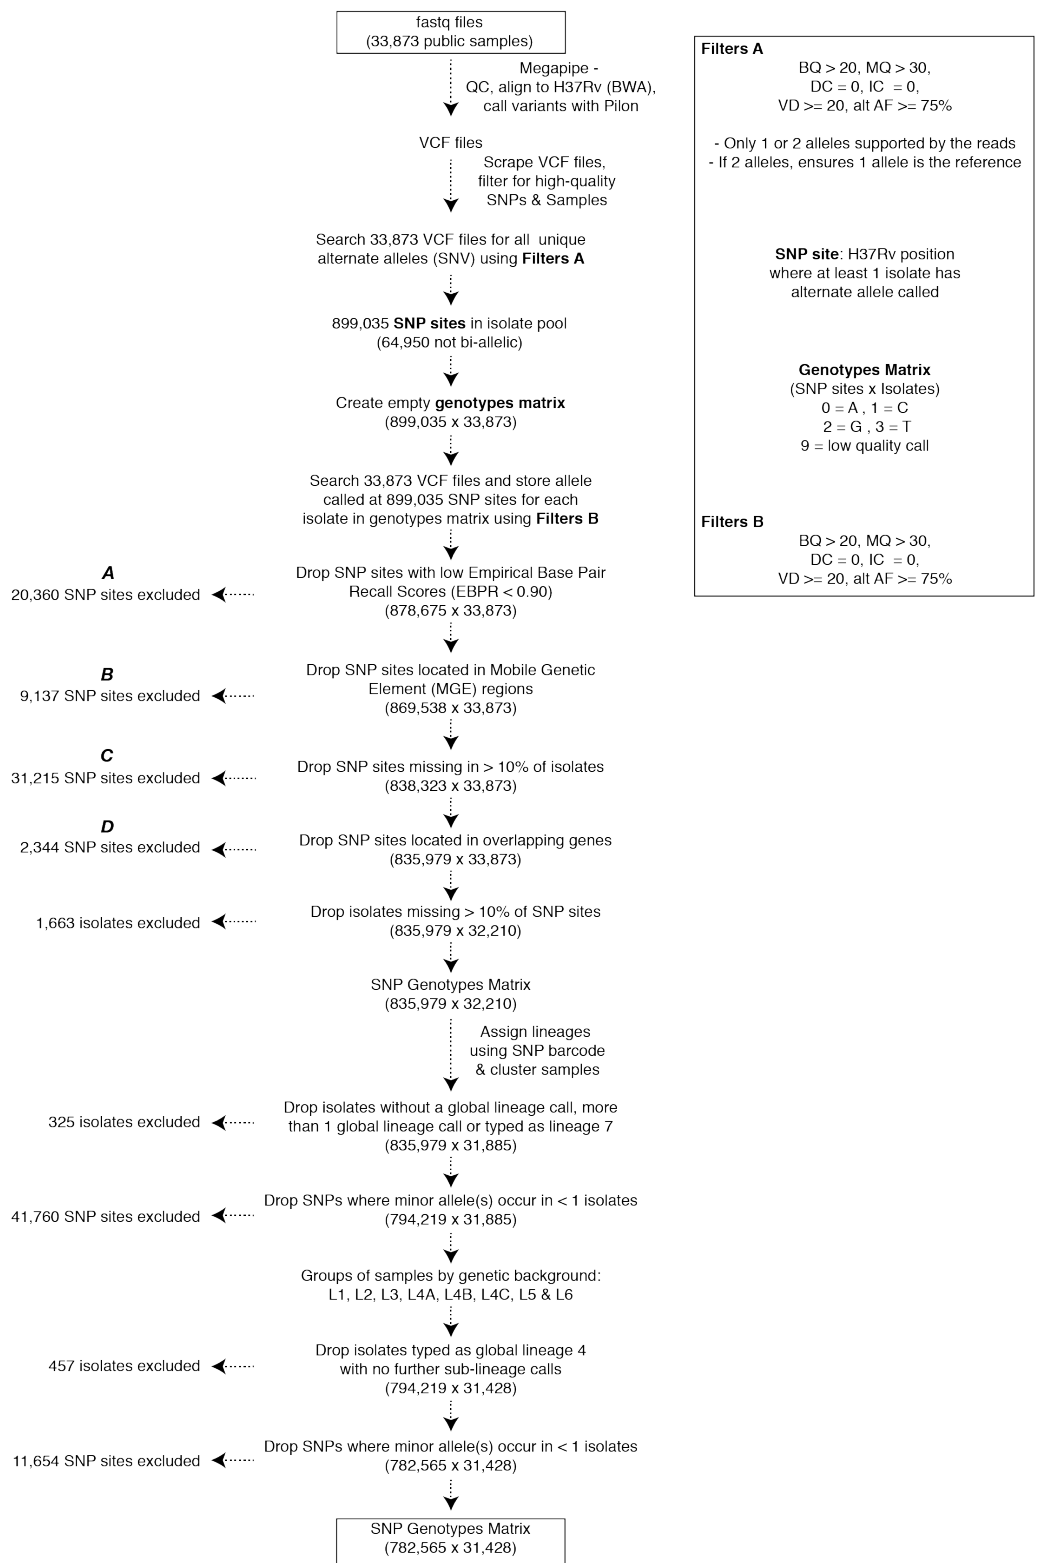 fastq files
(33,873 public samples)
Megapipe -
QC, align to H37Rv (BWA),
call variants with Pilon
VCF files
Scrape VCF files,
filter for high-quality
SNPs & Samples
Search 33,873 VCF files for all unique
alternate alleles (SNV) using Filters A
899,035 SNP sites in isolate pool
(64,950 not bi-allelic)
Create empty genotypes matrix
(899,035 x 33,873)
Search 33,873 VCF files and store allele
called at 899,035 SNP sites for each
isolate in genotypes matrix using Filters B
A
20,360 SNP sites excluded
Drop SNP sites with low Empirical Base Pair
Recall Scores (EBPR < 0.90)
(878,675 x 33,873)
B
9,137 SNP sites excluded
Drop SNP sites located in Mobile Genetic
Element (MGE) regions
(869,538 x 33,873)
C
31,215 SNP sites excluded
Drop SNP sites missing in > 10% of isolates
(838,323 x 33,873)
D
2,344 SNP sites excluded
Drop SNP sites located in overlapping genes
(835,979 x 33,873)
1,663 isolates excluded
Drop isolates missing > 10% of SNP sites
(835,979 x 32,210)
SNP Genotypes Matrix
(835,979 x 32,210)
Assign lineages
using SNP barcode
& cluster samples
325 isolates excluded
Drop isolates without a global lineage call, more
than 1 global lineage call or typed as lineage 7
(835,979 x 31,885)
41,760 SNP sites excluded
Drop SNPs where minor allele(s) occur in < 1 isolates
(794,219 x 31,885)
Groups of samples by genetic background:
L1, L2, L3, L4A, L4B, L4C, L5 & L6
457 isolates excluded
Drop isolates typed as global lineage 4
with no further sub-lineage calls
(794,219 x 31,428)
11,654 SNP sites excluded
Drop SNPs where minor allele(s) occur in < 1 isolates
(782,565 x 31,428)
SNP Genotypes Matrix
(782,565 x 31,428)
Filters A
BQ > 20, MQ > 30,
DC = 0, IC = 0,
VD >= 20, alt AF >= 75%
- Only 1 or 2 alleles supported by the reads
- If 2 alleles, ensures 1 allele is the reference
SNP site: H37Rv position
where at least 1 isolate has
alternate allele called
Genotypes Matrix
(SNP sites x Isolates)
0 = A , 1 = C
2 = G , 3 = T
9 = low quality call
Filters B
BQ > 20, MQ > 30,
DC = 0, IC = 0,
VD >= 20, alt AF >= 75%